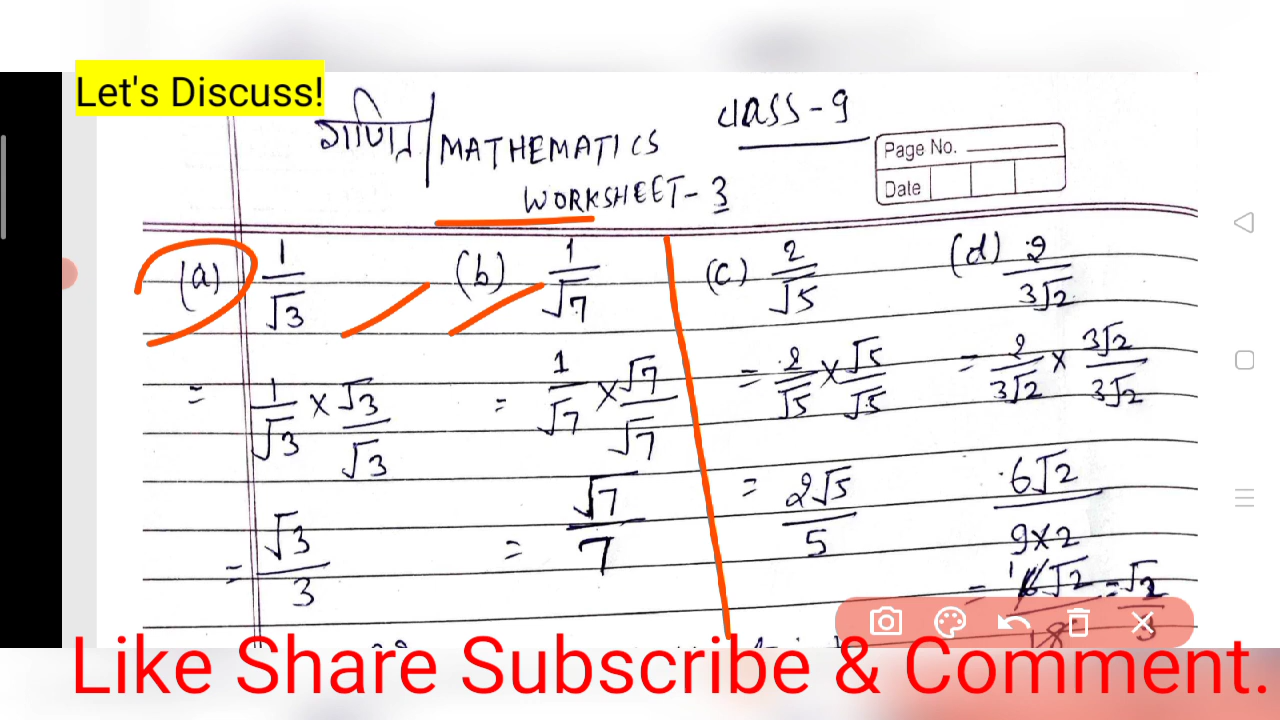 Let's Discuss!
গণিত / MATHEMATICS CLASS-9
WORKSHEET-3
Page No.
Date
(a) 1/√3 (b) 1/√7 (c) 2/√5 (d) 2/3√2
= 1/√3 × √3/√3 = 1/√7 × √7/√7 = 2/√5 × √5/√5 = 2/3√2 × 3√2/3√2
= √3/3 = √7/7 = 2√5/5 6√2/9×2
Like Share Subscribe & Comment.